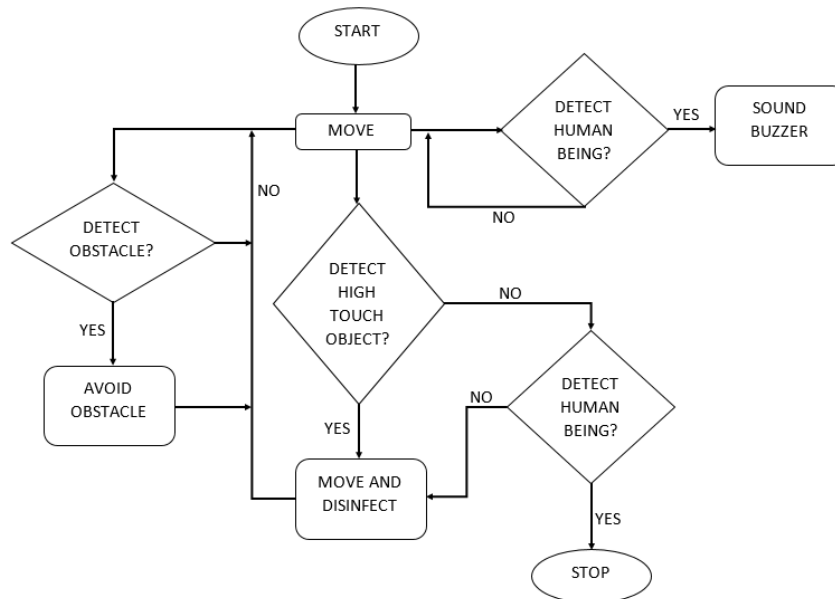 START
MOVE
DETECT
HUMAN
BEING?
YES
SOUND
BUZZER
NO
NO
DETECT
OBSTACLE?
YES
AVOID
OBSTACLE
DETECT
HIGH
TOUCH
OBJECT?
NO
YES
DETECT
HUMAN
BEING?
NO
MOVE AND
DISINFECT
YES
STOP